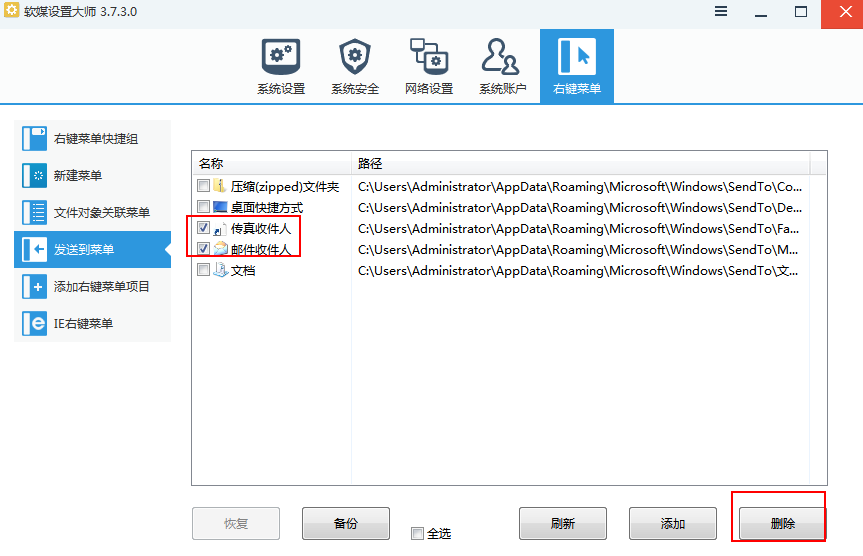 软媒设置大师 3.7.3.0
系统设置 系统安全 网络设置 系统账户 右键菜单
右键菜单快捷组
新建菜单
文件对象关联菜单
发送到菜单
添加右键菜单项目
IE右键菜单
名称 路径
压缩(zipped)文件夹 C:\Users\Administrator\AppData\Roaming\Microsoft\Windows\SendTo\Co...
桌面快捷方式 C:\Users\Administrator\AppData\Roaming\Microsoft\Windows\SendTo\De...
传真收件人 C:\Users\Administrator\AppData\Roaming\Microsoft\Windows\SendTo\Fa...
邮件收件人 C:\Users\Administrator\AppData\Roaming\Microsoft\Windows\SendTo\M...
文档 C:\Users\Administrator\AppData\Roaming\Microsoft\Windows\SendTo\文...
恢复 备份 全选 刷新 添加 删除